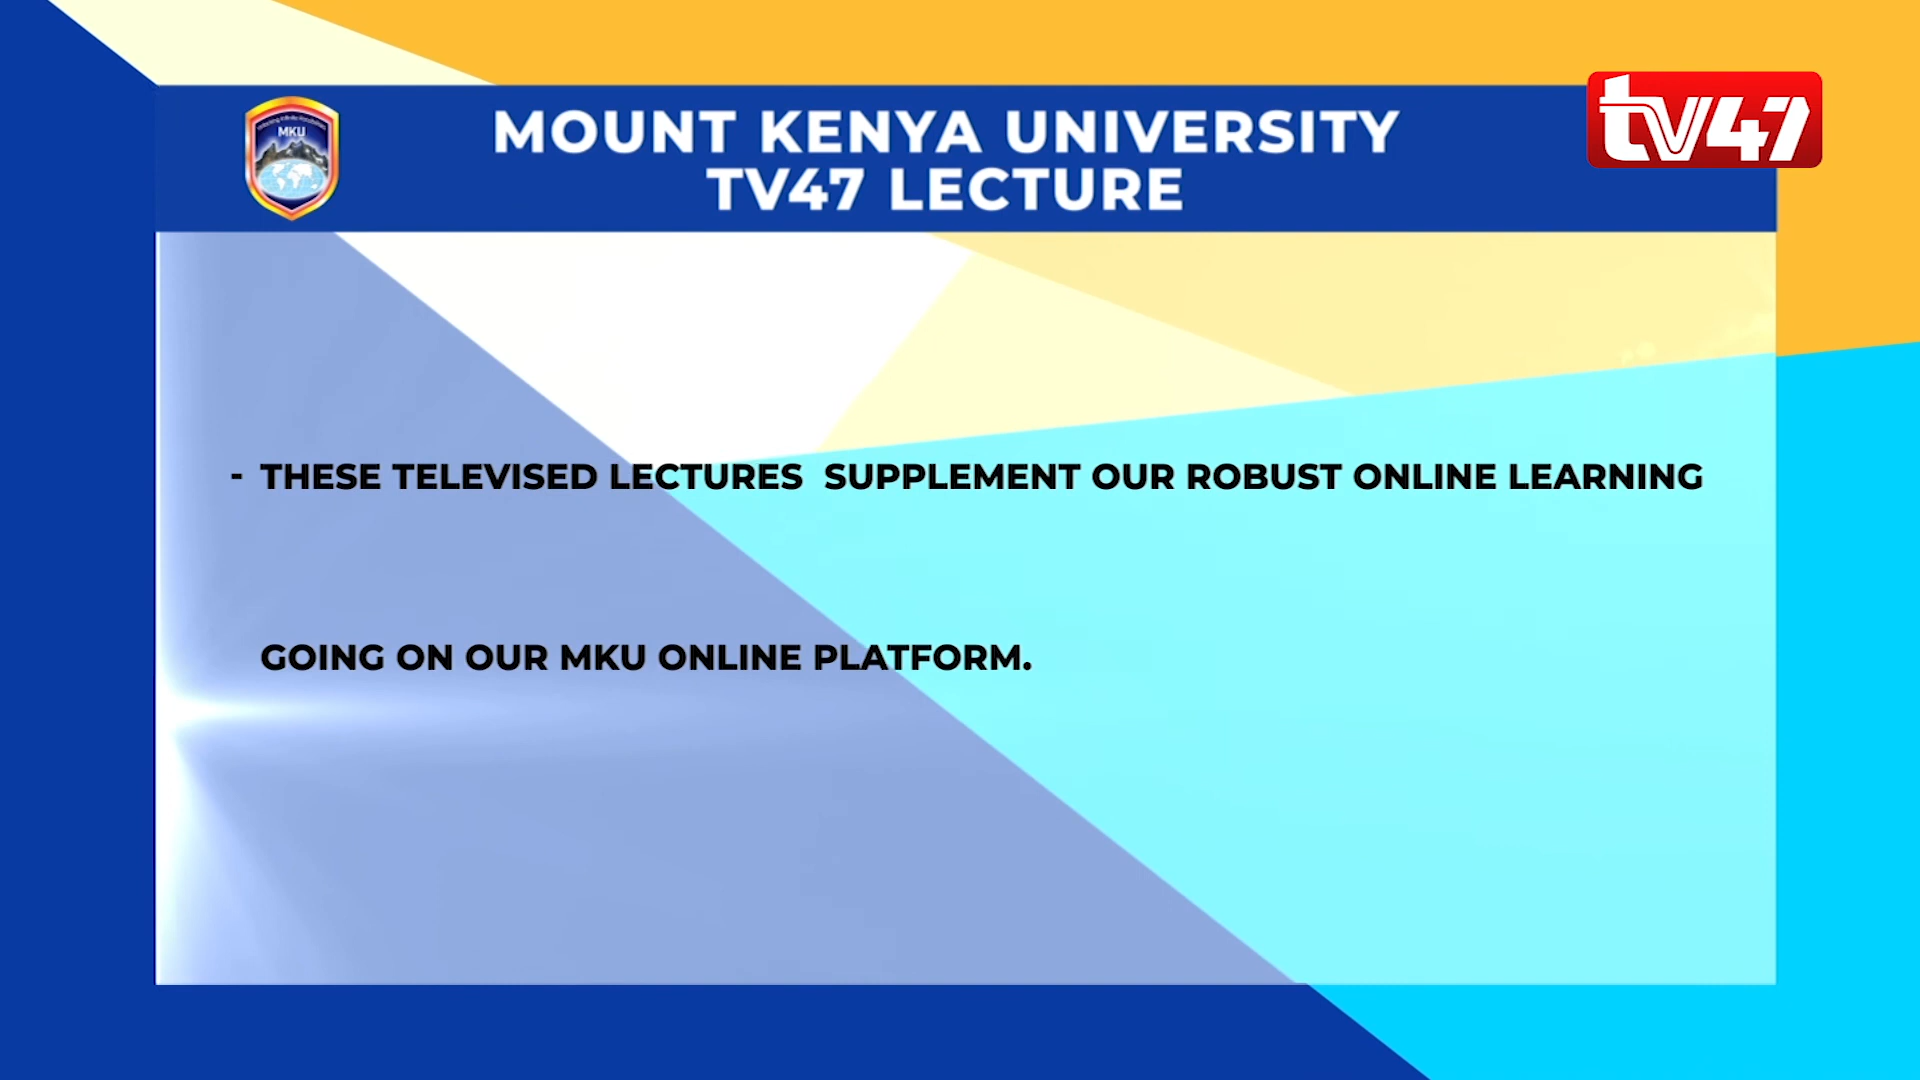 MOUNT KENYA UNIVERSITY
TV47 LECTURE
tv47
MKU
- THESE TELEVISED LECTURES SUPPLEMENT OUR ROBUST ONLINE LEARNING
GOING ON OUR MKU ONLINE PLATFORM.